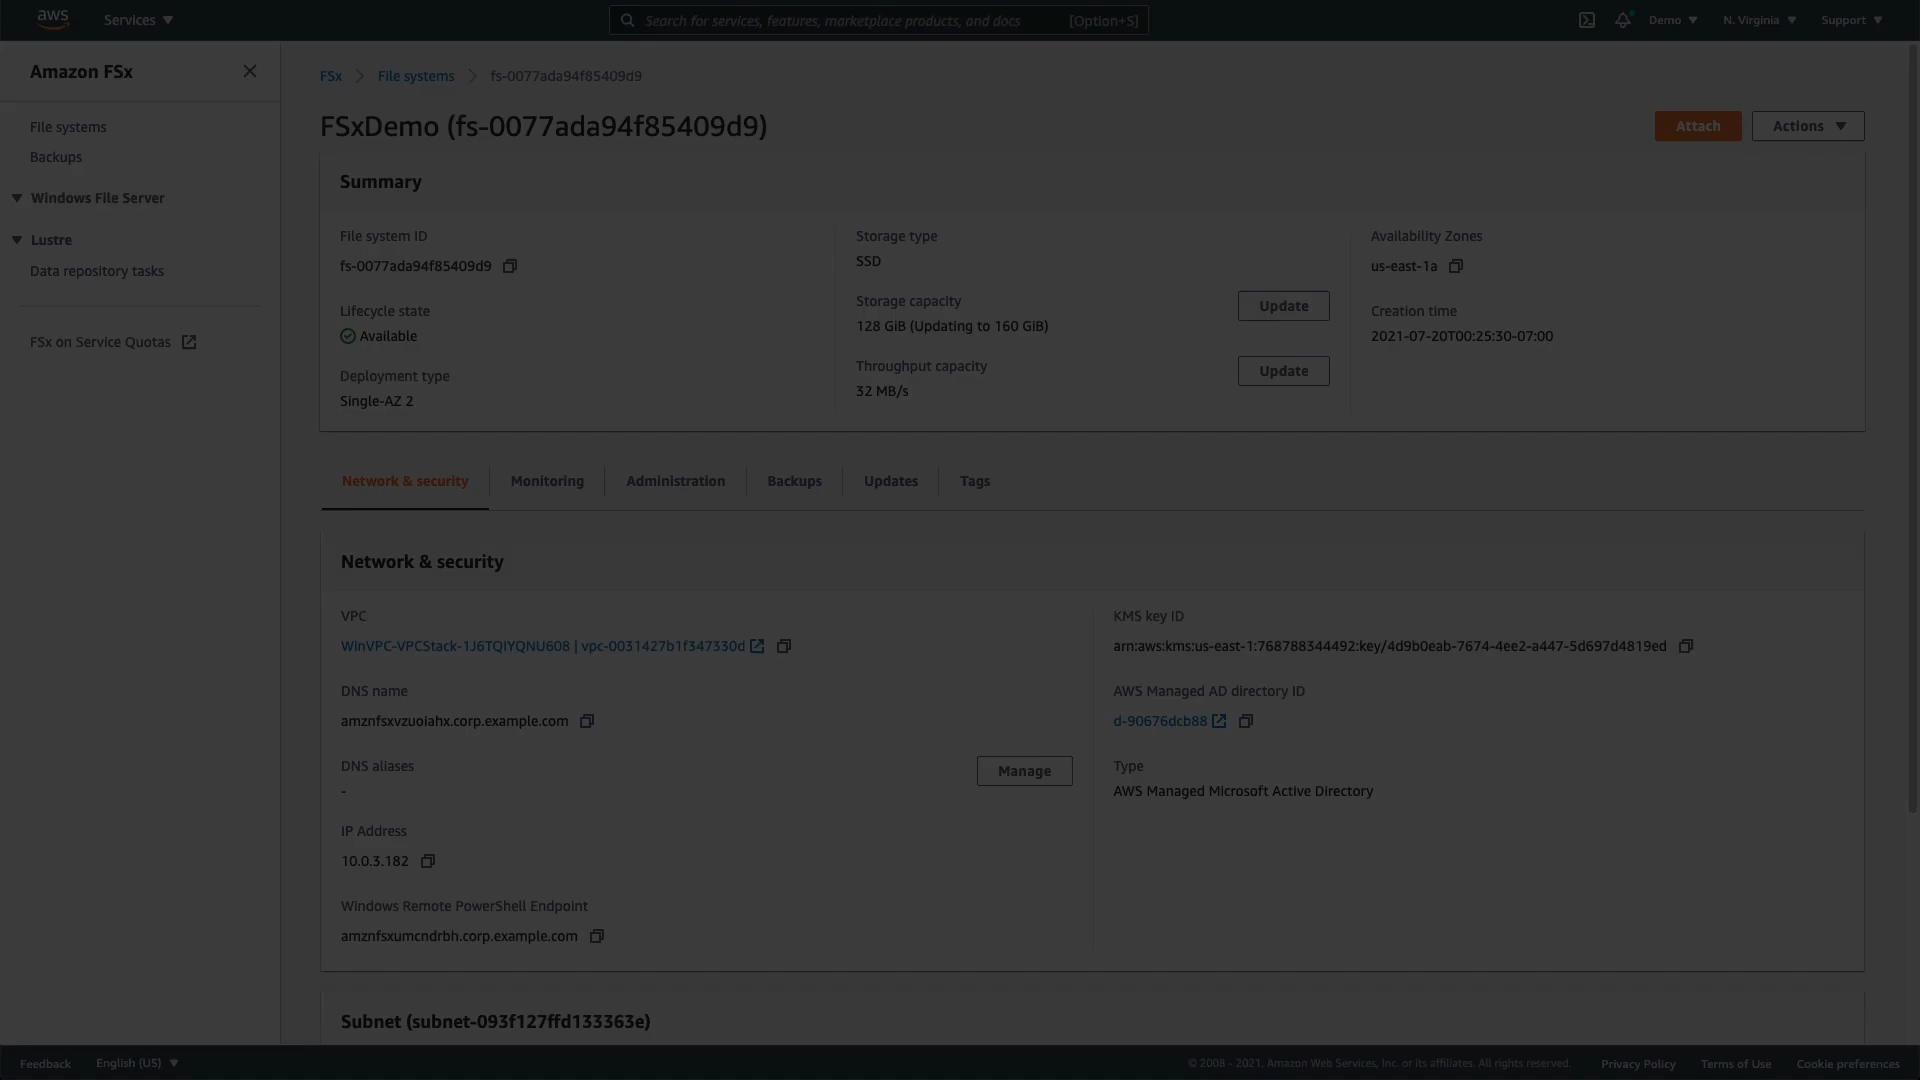 aws
Services
Search for services, features, marketplace products, and docs
[Option+S]
Demo
N. Virginia
Support
Amazon FSx
File systems
Backups
Windows File Server
Lustre
Data repository tasks
FSx on Service Quotas
FSx
File systems
fs-0077ada94f85409d9
FSxDemo (fs-0077ada94f85409d9)
Attach
Actions
Summary
File system ID
fs-0077ada94f85409d9
Lifecycle state
Available
Deployment type
Single-AZ 2
Storage type
SSD
Storage capacity
128 GiB (Updating to 160 GiB)
Update
Throughput capacity
32 MB/s
Update
Availability Zones
us-east-1a
Creation time
2021-07-20T00:25:30-07:00
Network & security
Monitoring
Administration
Backups
Updates
Tags
Network & security
VPC
WinVPC-VPCStack-1J6TQIYQNU608 | vpc-0031427b1f347330d
DNS name
amznfsxvzuoiahx.corp.example.com
DNS aliases
-
Manage
IP Address
10.0.3.182
Windows Remote PowerShell Endpoint
amznfsxumcndrbh.corp.example.com
KMS key ID
arn:aws:kms:us-east-1:768788344492:key/4d9b0eab-7674-4ee2-a447-5d697d4819ed
AWS Managed AD directory ID
d-90676dcb88
Type
AWS Managed Microsoft Active Directory
Subnet (subnet-093f127ffd133363e)
Feedback
English (US)
© 2008 - 2021, Amazon Web Services, Inc. or its affiliates. All rights reserved.
Privacy Policy
Terms of Use
Cookie preferences